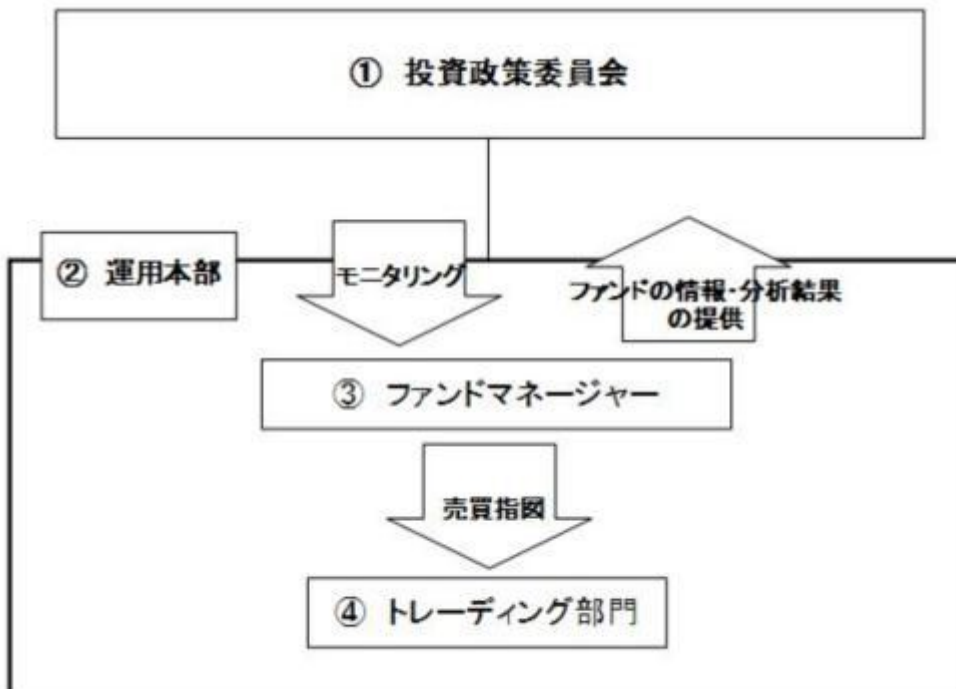 ① 投資政策委員会
② 運用本部
モニタリング
ファンドの情報・分析結果
の提供
③ ファンドマネージャー
売買指図
④ トレーディング部門